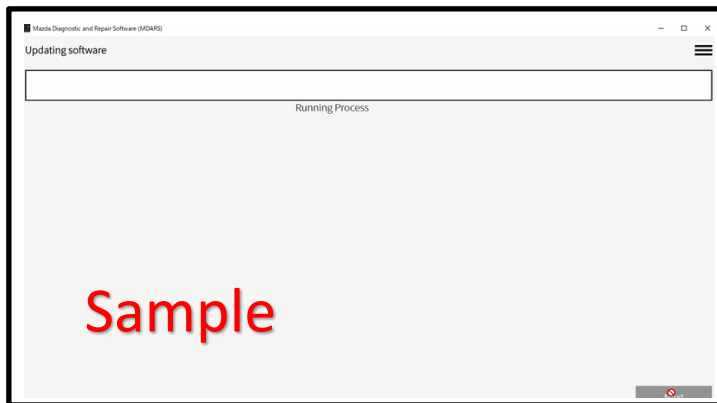 Mazda Diagnostic and Repair Software (MDARS)
Updating software
Running Process
Sample